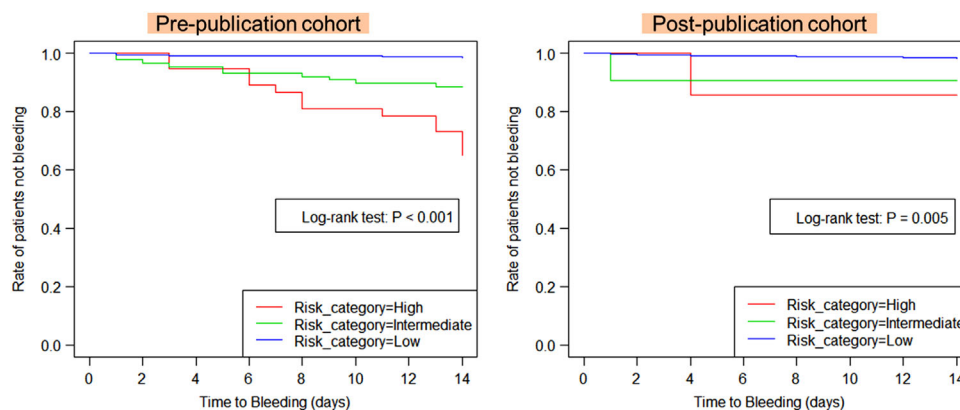 Pre-publication cohort
Rate of patients not bleeding
1.0
0.8
0.6
0.4
0.2
0.0
Log-rank test: P < 0.001
Risk_category=High
Risk_category=Intermediate
Risk_category=Low
0 2 4 6 8 10 12 14
Time to Bleeding (days)
Post-publication cohort
Rate of patients not bleeding
1.0
0.8
0.6
0.4
0.2
0.0
Log-rank test: P = 0.005
Risk_category=High
Risk_category=Intermediate
Risk_category=Low
0 2 4 6 8 10 12 14
Time to Bleeding (days)